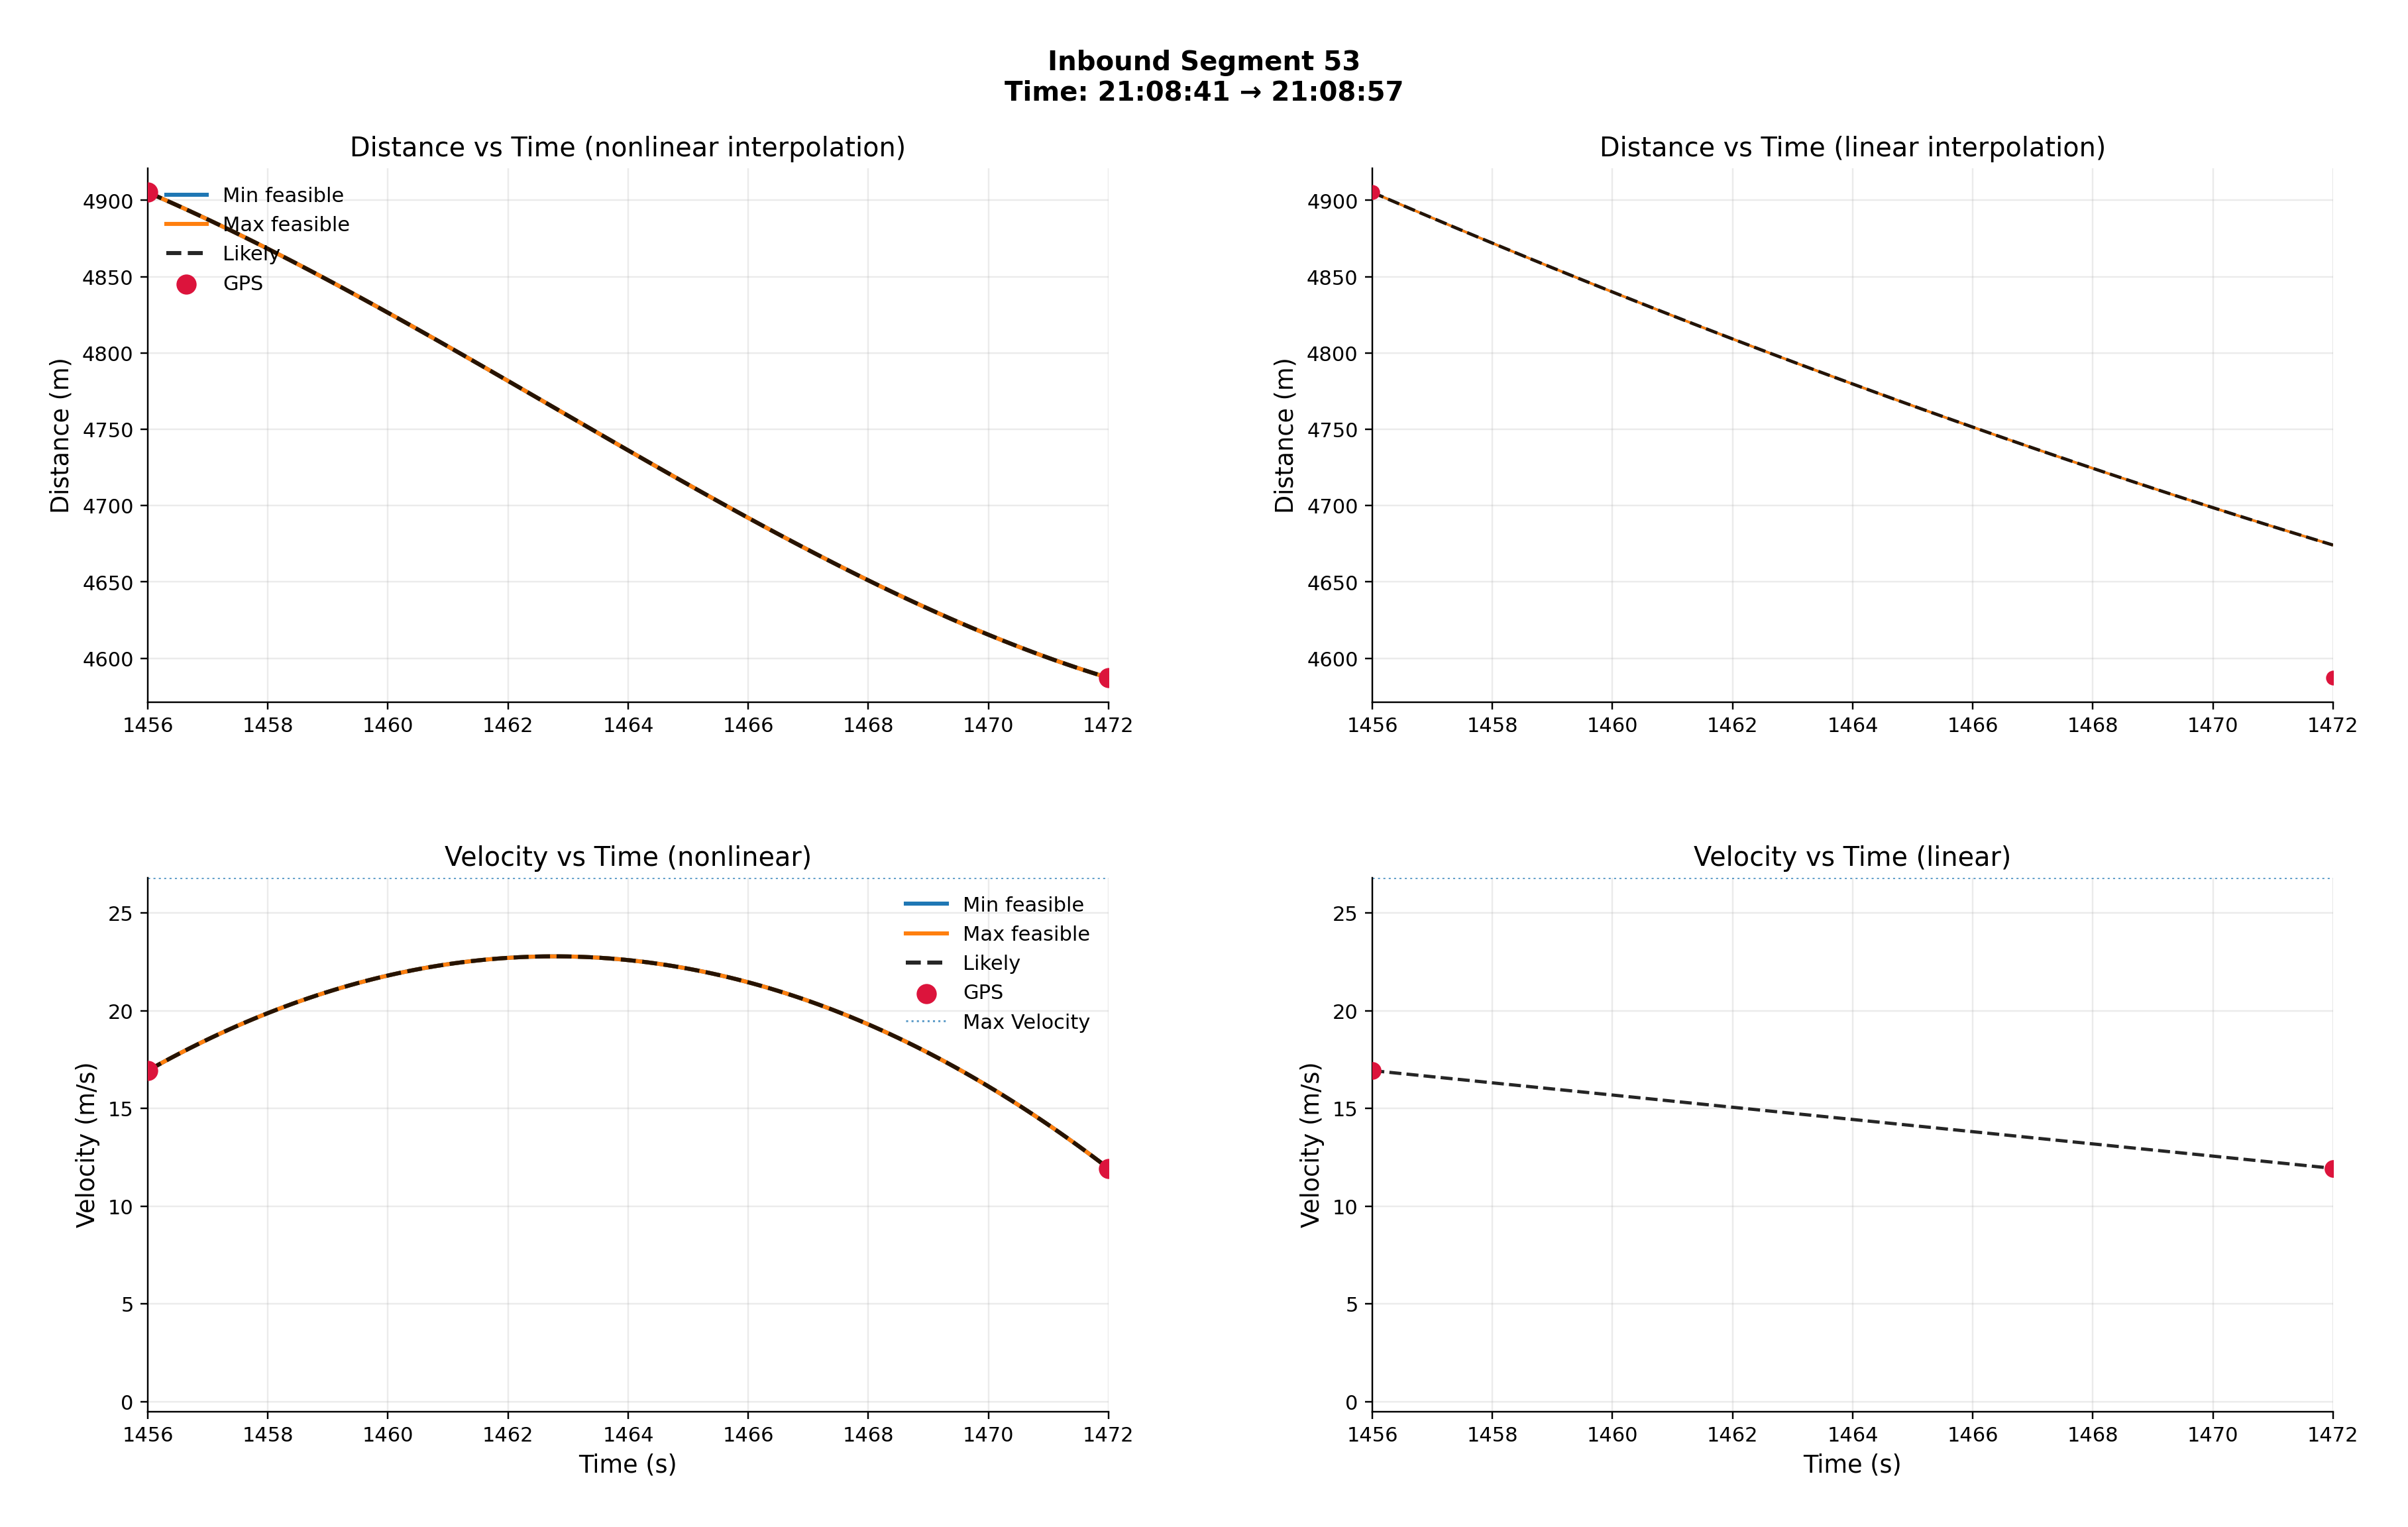 Inbound Segment 53
Time: 21:08:41 → 21:08:57
Distance vs Time (nonlinear interpolation)
Distance (m)
4900
4850
4800
4750
4700
4650
4600
Min feasible
Max feasible
Likely
GPS
1456 1458 1460 1462 1464 1466 1468 1470 1472
Distance vs Time (linear interpolation)
Distance (m)
4900
4850
4800
4750
4700
4650
4600
1456 1458 1460 1462 1464 1466 1468 1470 1472
Velocity vs Time (nonlinear)
Velocity (m/s)
25
20
15
10
5
0
Min feasible
Max feasible
Likely
GPS
Max Velocity
1456 1458 1460 1462 1464 1466 1468 1470 1472
Time (s)
Velocity vs Time (linear)
Velocity (m/s)
25
20
15
10
5
0
1456 1458 1460 1462 1464 1466 1468 1470 1472
Time (s)